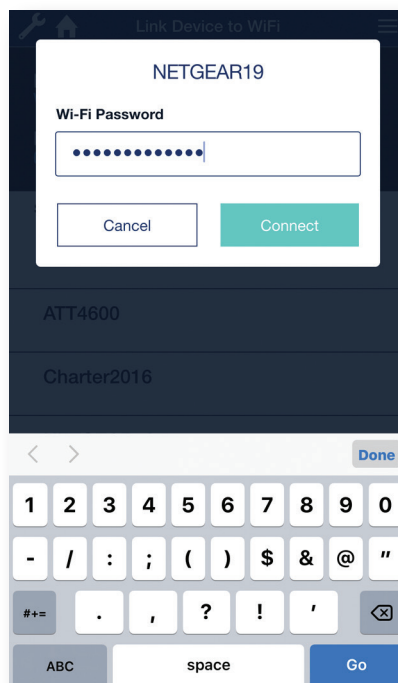 Link Device to WiFi
NETGEAR19
Wi-Fi Password
•••••••••••••
Cancel Connect
ATT4600
Charter2016
Done
1 2 3 4 5 6 7 8 9 0
- / : ; ( ) $ & @ "
#+= . , ? ! '
ABC space Go